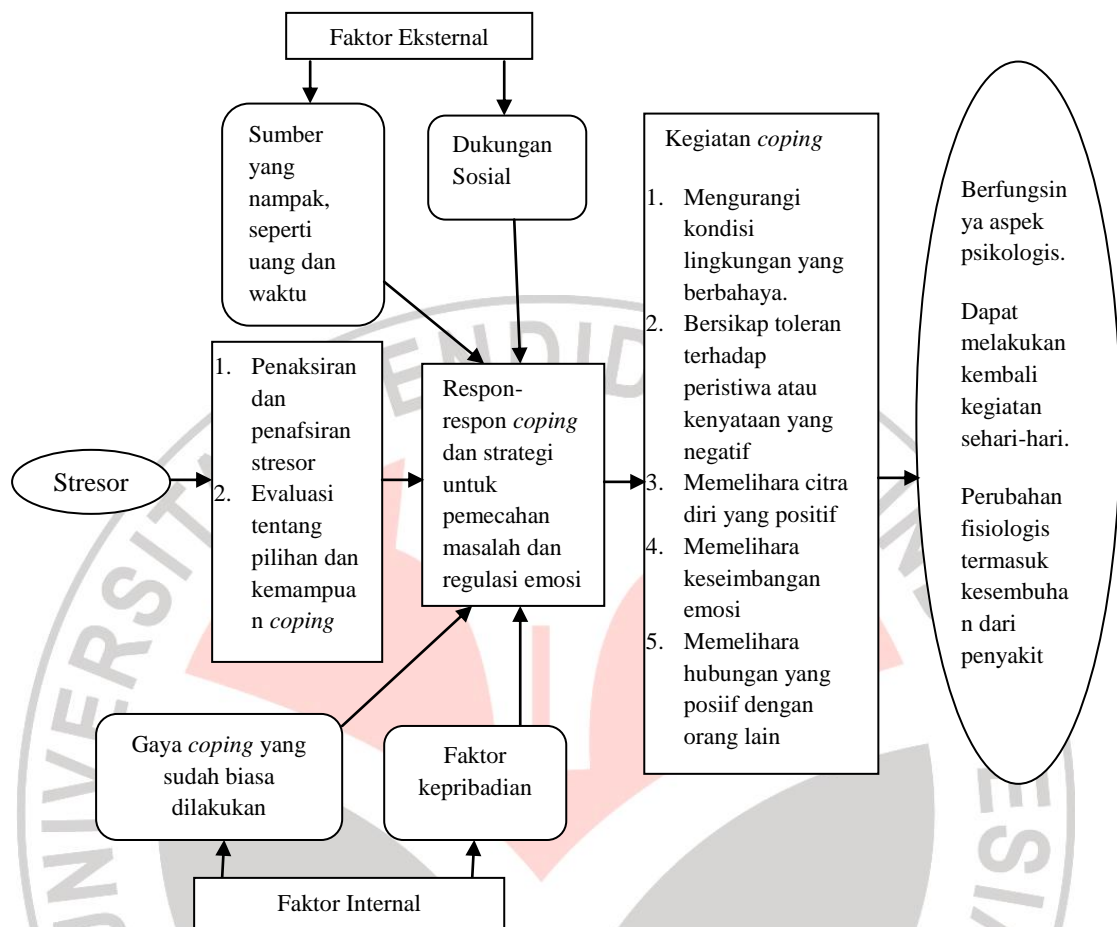 Faktor Eksternal
Sumber
yang
nampak,
seperti
uang dan
waktu
Dukungan
Sosial
Kegiatan coping
1. Mengurangi
kondisi
lingkungan yang
berbahaya.
2. Bersikap toleran
terhadap
peristiwa atau
kenyataan yang
negatif
3. Memelihara citra
diri yang positif
4. Memelihara
keseimbangan
emosi
5. Memelihara
hubungan yang
posiif dengan
orang lain
Berfungsin
ya aspek
psikologis.
Dapat
melakukan
kembali
kegiatan
sehari-hari.
Perubahan
fisiologis
termasuk
kesembuha
n dari
penyakit
Stresor
1. Penaksiran
dan
penafsiran
stresor
2. Evaluasi
tentang
pilihan dan
kemampua
n coping
Respon-
respon coping
dan strategi
untuk
pemecahan
masalah dan
regulasi emosi
Gaya coping yang
sudah biasa
dilakukan
Faktor
kepribadian
Faktor Internal